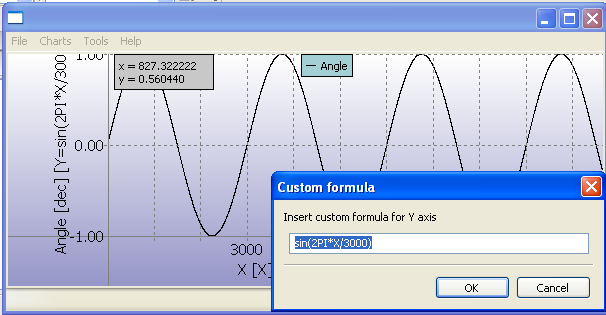 File Charts Tools Help
1.00
x = 827.322222
y = 0.560440
Angle
0.00
-1.00
Angle [dec] [Y=sin(2PI*X/3000
3000
X [X]
Custom formula
Insert custom formula for Y axis
sin(2PI*X/3000)
OK Cancel